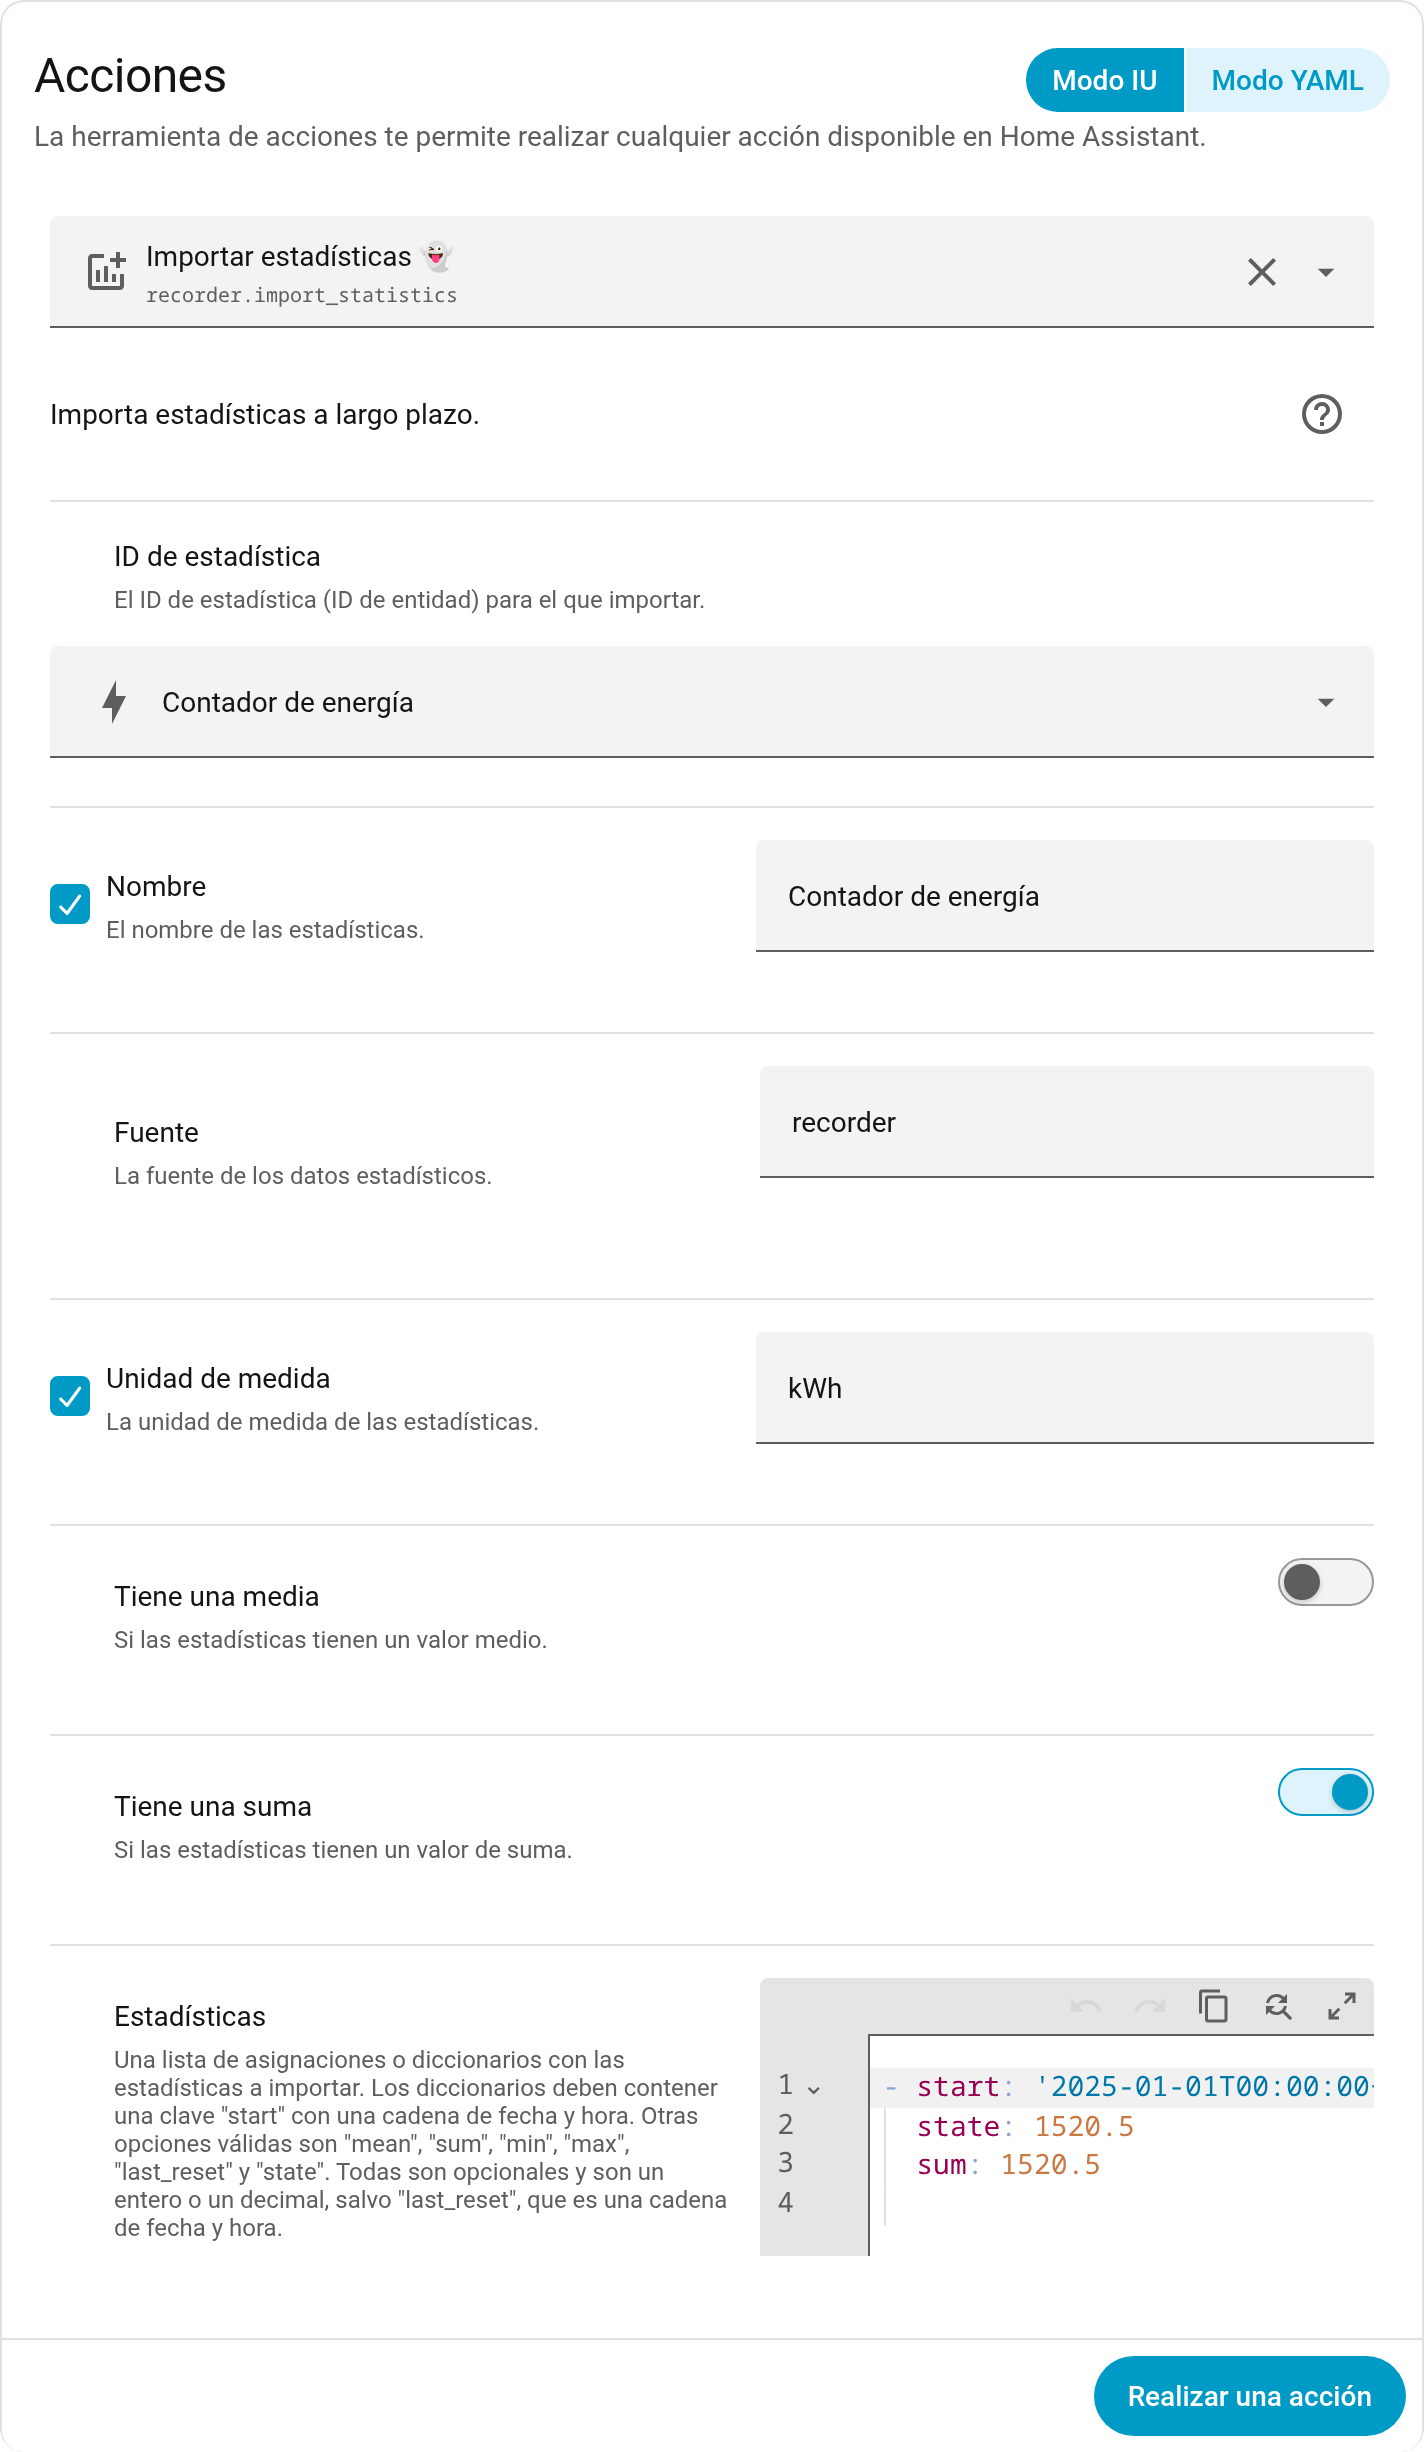 Acciones
Modo IU
Modo YAML
La herramienta de acciones te permite realizar cualquier acción disponible en Home Assistant.
Importar estadísticas 👻
recorder.import_statistics
Importa estadísticas a largo plazo.
ID de estadística
El ID de estadística (ID de entidad) para el que importar.
Contador de energía
Nombre
El nombre de las estadísticas.
Contador de energía
Fuente
La fuente de los datos estadísticos.
recorder
Unidad de medida
La unidad de medida de las estadísticas.
kWh
Tiene una media
Si las estadísticas tienen un valor medio.
Tiene una suma
Si las estadísticas tienen un valor de suma.
Estadísticas
Una lista de asignaciones o diccionarios con las
estadísticas a importar. Los diccionarios deben contener
una clave "start" con una cadena de fecha y hora. Otras
opciones válidas son "mean", "sum", "min", "max",
"last_reset" y "state". Todas son opcionales y son un
entero o un decimal, salvo "last_reset", que es una cadena
de fecha y hora.
1 - start: '2025-01-01T00:00:00
2 state: 1520.5
3 sum: 1520.5
4
Realizar una acción